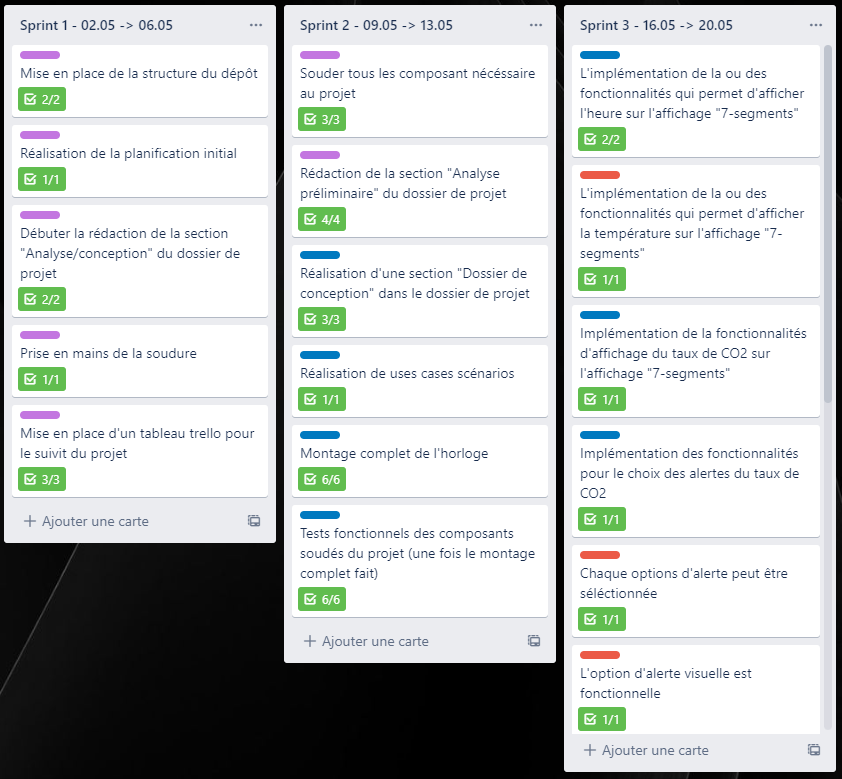 Sprint 1 - 02.05 -> 06.05
Mise en place de la structure du dépôt
2/2
Réalisation de la planification initial
1/1
Débuter la rédaction de la section
"Analyse/conception" du dossier de
projet
2/2
Prise en mains de la soudure
1/1
Mise en place d'un tableau trello pour
le suivit du projet
3/3
Ajouter une carte
Sprint 2 - 09.05 -> 13.05
Souder tous les composant nécéssaire
au projet
3/3
Rédaction de la section "Analyse
préliminaire" du dossier de projet
4/4
Réalisation d'une section "Dossier de
conception" dans le dossier de projet
3/3
Réalisation de uses cases scénarios
1/1
Montage complet de l'horloge
6/6
Tests fonctionnels des composants
soudés du projet (une fois le montage
complet fait)
6/6
Ajouter une carte
Sprint 3 - 16.05 -> 20.05
L'implémentation de la ou des
fonctionnalités qui permet d'afficher
l'heure sur l'affichage "7-segments"
2/2
L'implémentation de la ou des
fonctionnalités qui permet d'afficher
la température sur l'affichage "7-
segments"
1/1
Implémentation de la fonctionnalités
d'affichage du taux de CO2 sur
l'affichage "7-segments"
1/1
Implémentation des fonctionnalités
pour le choix des alertes du taux de
CO2
1/1
Chaque options d'alerte peut être
séléctionnée
1/1
L'option d'alerte visuelle est
fonctionnelle
1/1
Ajouter une carte